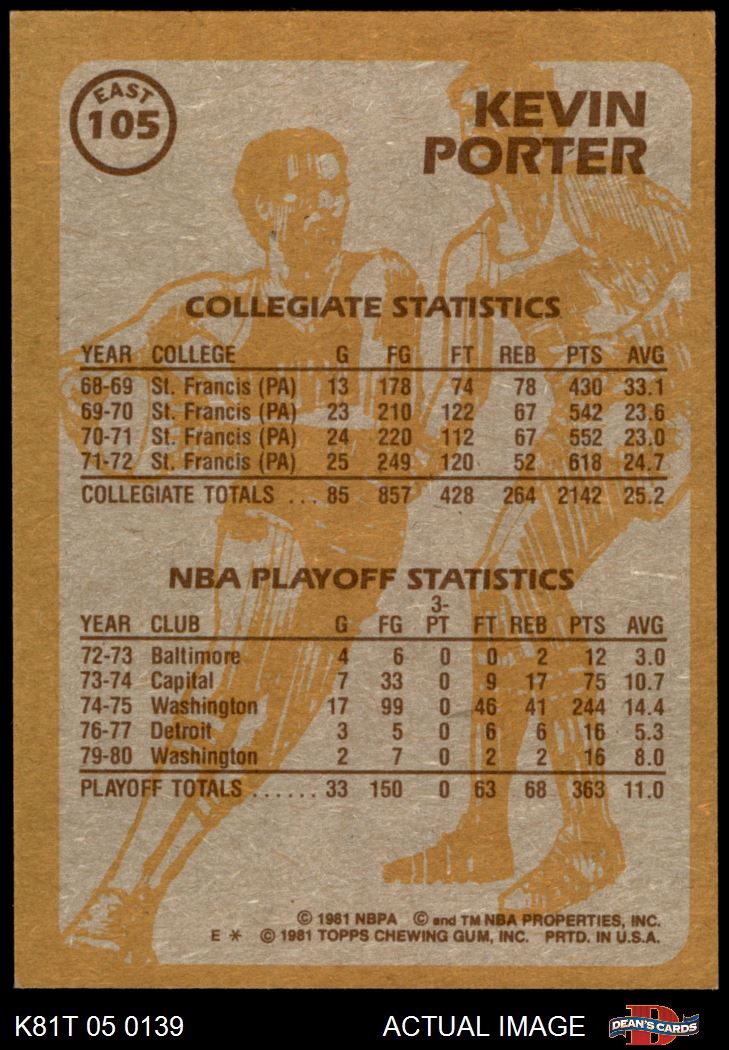 EAST
105
KEVIN
PORTER
COLLEGIATE STATISTICS
YEAR COLLEGE G FG FT REB PTS AVG
68-69 St. Francis (PA) 13 178 74 78 430 33.1
69-70 St. Francis (PA) 23 210 122 67 542 23.6
70-71 St. Francis (PA) 24 220 112 67 552 23.0
71-72 St. Francis (PA) 25 249 120 52 618 24.7
COLLEGIATE TOTALS ... 85 857 428 264 2142 25.2
NBA PLAYOFF STATISTICS
YEAR CLUB G FG 3-PT FT REB PTS AVG
72-73 Baltimore 4 6 0 0 2 12 3.0
73-74 Capital 7 33 0 9 17 75 10.7
74-75 Washington 17 99 0 46 41 244 14.4
76-77 Detroit 3 5 0 6 6 16 5.3
79-80 Washington 2 7 0 2 2 16 8.0
PLAYOFF TOTALS ...... 33 150 0 63 68 363 11.0
© 1981 NBPA © and TM NBA PROPERTIES, INC.
E * © 1981 TOPPS CHEWING GUM, INC. PRTD. IN U.S.A.
K81T 05 0139 ACTUAL IMAGE DEAN'S CARDS